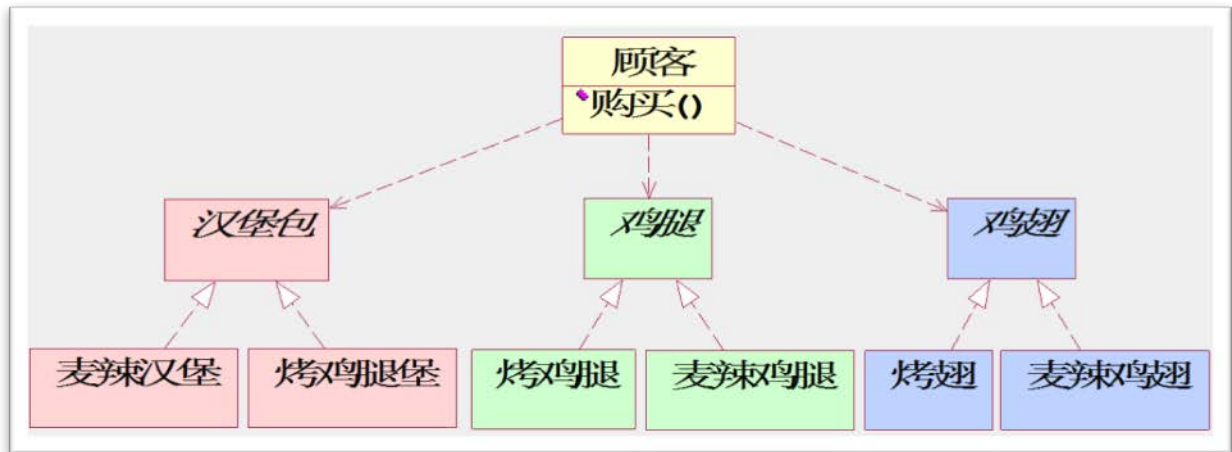 顾客
购买()
汉堡包
鸡腿
鸡翅
麦辣汉堡
烤鸡腿堡
烤鸡腿
麦辣鸡腿
烤翅
麦辣鸡翅